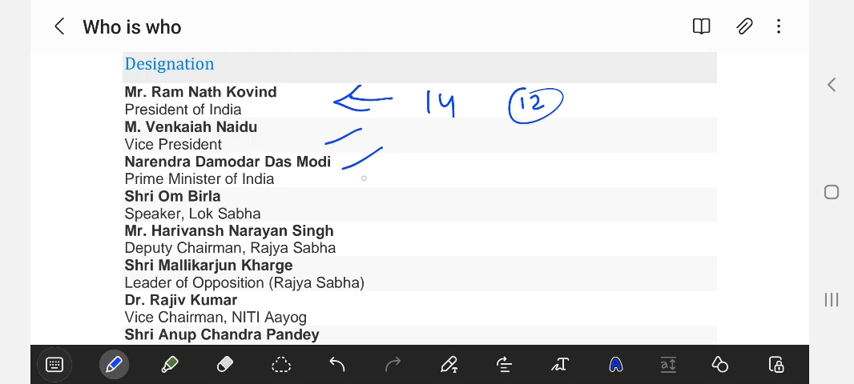 Who is who
Designation
Mr. Ram Nath Kovind
President of India
14
12
M. Venkaiah Naidu
Vice President
Narendra Damodar Das Modi
Prime Minister of India
Shri Om Birla
Speaker, Lok Sabha
Mr. Harivansh Narayan Singh
Deputy Chairman, Rajya Sabha
Shri Mallikarjun Kharge
Leader of Opposition (Rajya Sabha)
Dr. Rajiv Kumar
Vice Chairman, NITI Aayog
Shri Anup Chandra Pandey